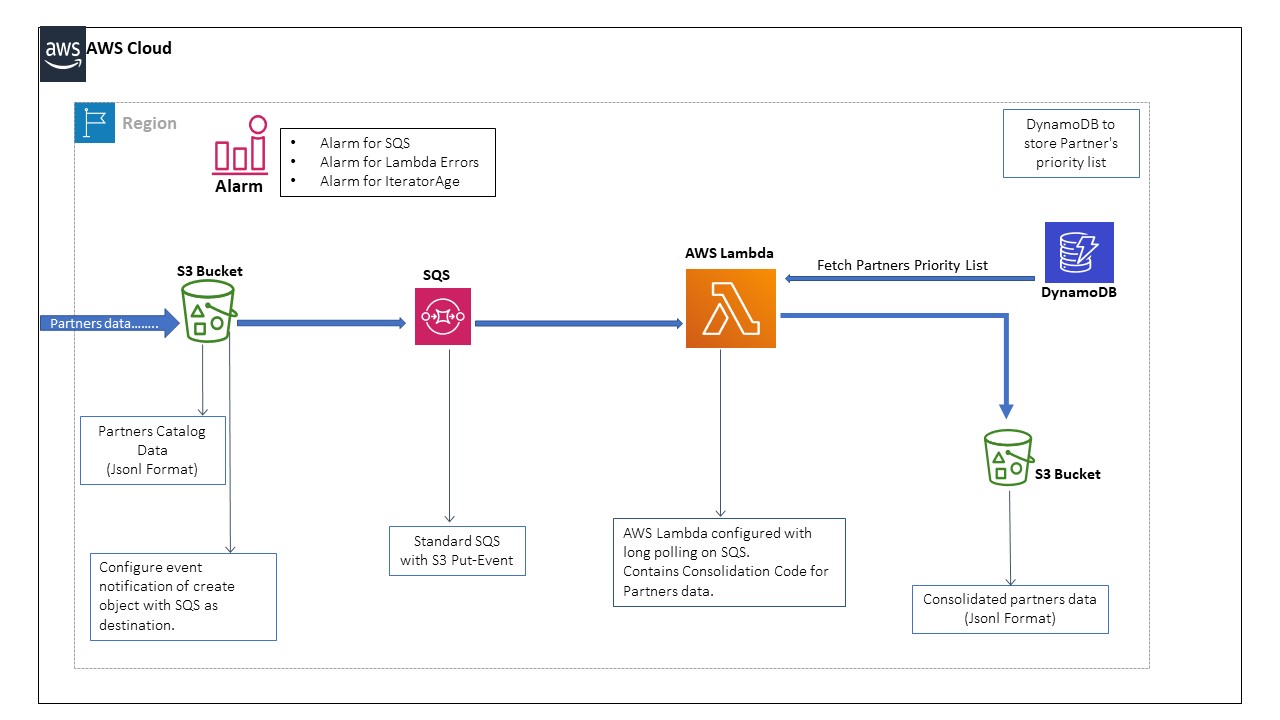 aws
AWS Cloud
Region
Alarm
• Alarm for SQS
• Alarm for Lambda Errors
• Alarm for IteratorAge
DynamoDB to
store Partner's
priority list
S3 Bucket
SQS
AWS Lambda
Fetch Partners Priority List
DynamoDB
Partners data........
S3 Bucket
Partners Catalog
Data
(Jsonl Format)
Configure event
notification of create
object with SQS as
destination.
Standard SQS
with S3 Put-Event
AWS Lambda configured with
long polling on SQS.
Contains Consolidation Code for
Partners data.
Consolidated partners data
(Jsonl Format)